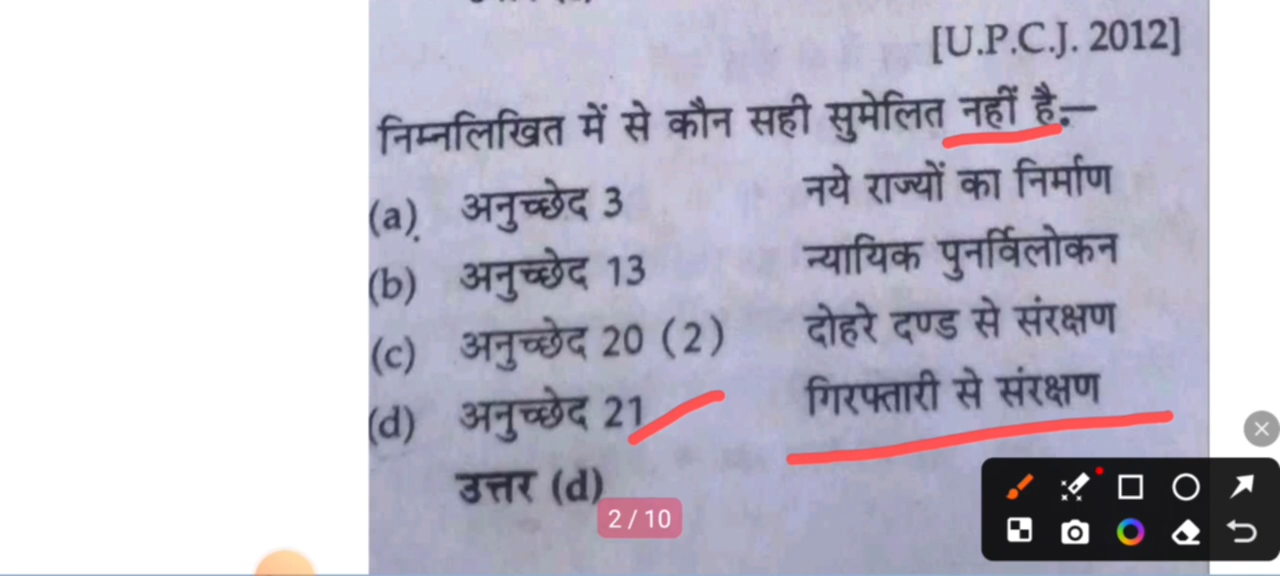 [U.P.C.J. 2012]
निम्नलिखित में से कौन सही सुमेलित नहीं है—
(a) अनुच्छेद 3 नये राज्यों का निर्माण
(b) अनुच्छेद 13 न्यायिक पुनर्विलोकन
(c) अनुच्छेद 20 (2) दोहरे दण्ड से संरक्षण
(d) अनुच्छेद 21 गिरफ्तारी से संरक्षण
उत्तर (d)
2 / 10